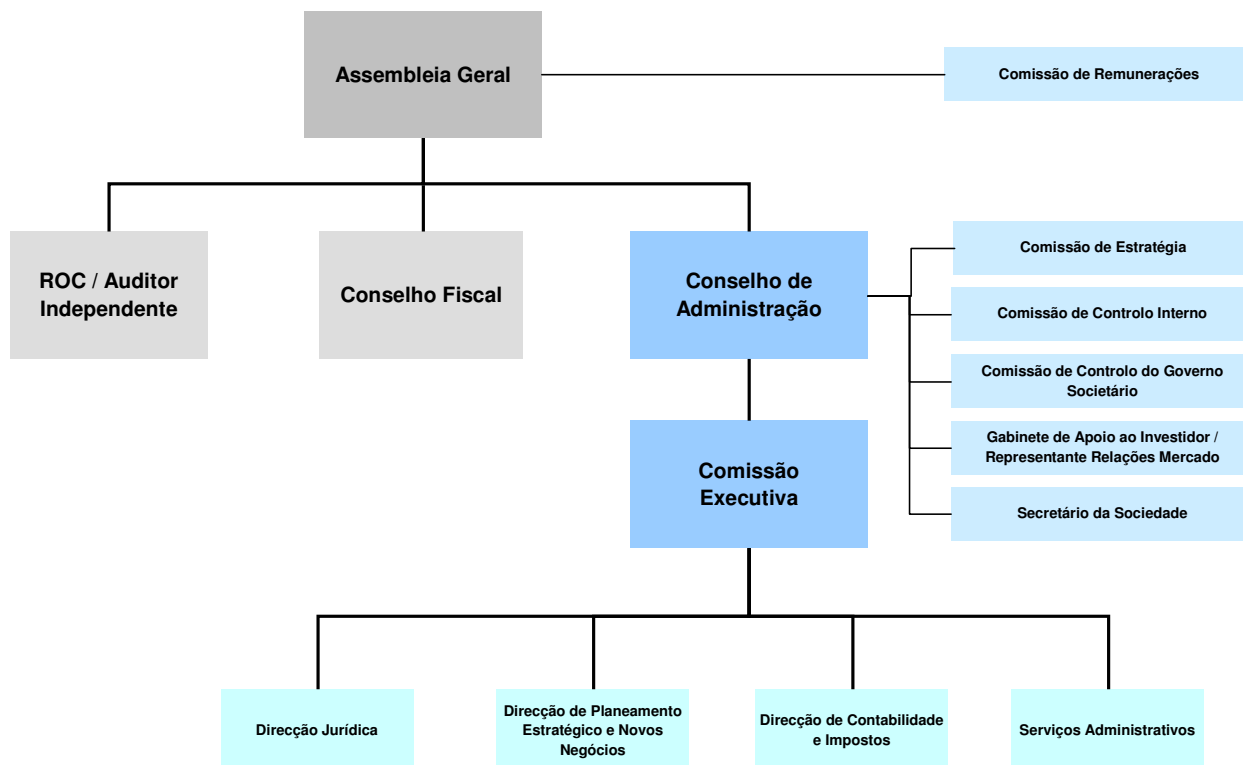 Assembleia Geral
Comissão de Remunerações
ROC / Auditor
Independente
Conselho Fiscal
Conselho de
Administração
Comissão de Estratégia
Comissão de Controlo Interno
Comissão de Controlo do Governo
Societário
Gabinete de Apoio ao Investidor /
Representante Relações Mercado
Secretário da Sociedade
Comissão
Executiva
Direcção Jurídica
Direcção de Planeamento
Estratégico e Novos
Negócios
Direcção de Contabilidade
e Impostos
Serviços Administrativos